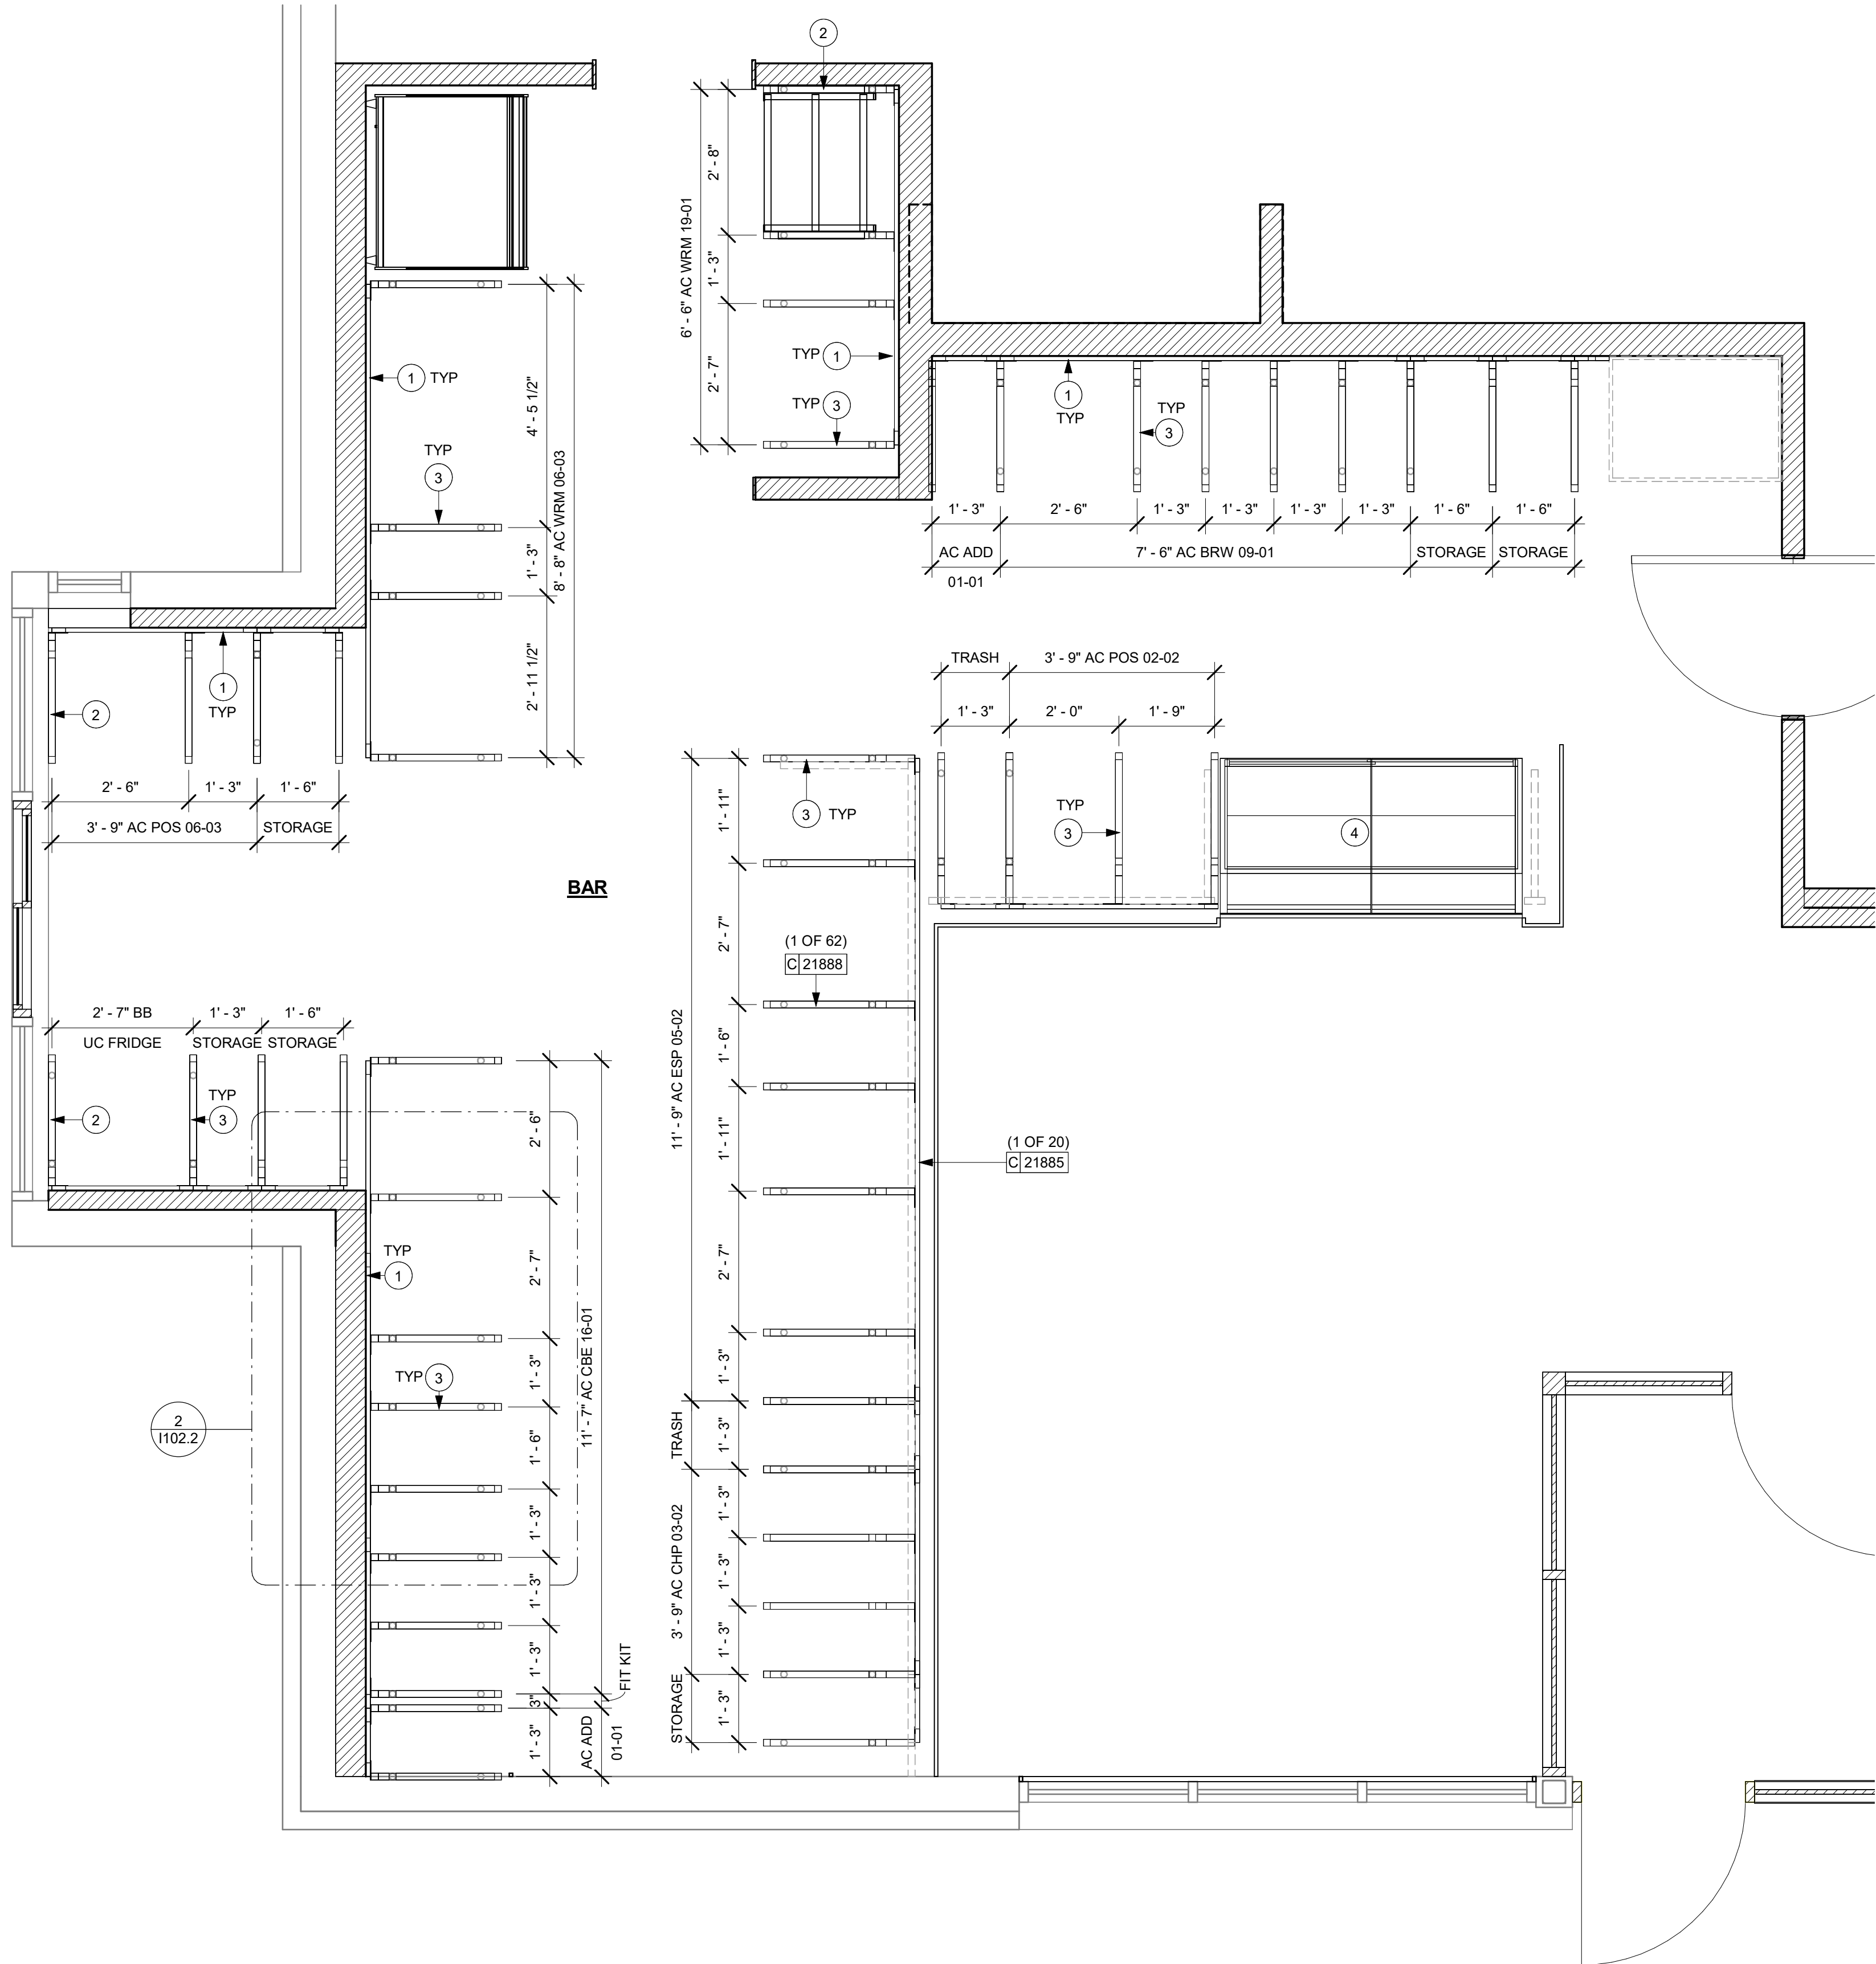 2
2' - 8"
1' - 3"
2' - 7"
6' - 6" AC WRM 19-01
TYP 1
TYP 3
1 TYP
TYP
3
4' - 5 1/2"
1' - 3"
2' - 11 1/2"
8' - 8" AC WRM 06-03
1
TYP
TYP
3
1' - 3"
2' - 6"
1' - 3"
1' - 3"
1' - 3"
1' - 3"
1' - 6"
1' - 6"
AC ADD
01-01
7' - 6" AC BRW 09-01
STORAGE
STORAGE
1
TYP
2
2' - 6"
1' - 3"
1' - 6"
3' - 9" AC POS 06-03
STORAGE
TRASH
3' - 9" AC POS 02-02
1' - 3"
2' - 0"
1' - 9"
TYP
3
4
3 TYP
BAR
(1 OF 62)
C 21888
(1 OF 20)
C 21885
1' - 11"
2' - 7"
1' - 6"
1' - 11"
2' - 7"
1' - 3"
1' - 3"
1' - 3"
1' - 3"
1' - 3"
1' - 3"
11' - 9" AC ESP 05-02
TRASH
3' - 9" AC CHP 03-02
STORAGE
2' - 7" BB
UC FRIDGE
1' - 3"
STORAGE
1' - 6"
STORAGE
2
TYP
3
TYP
1
TYP 3
2' - 6"
2' - 7"
1' - 3"
1' - 6"
1' - 3"
1' - 3"
1' - 3"
3"
1' - 3"
11' - 7" AC CBE 16-01
FIT KIT
AC ADD
01-01
2
I102.2